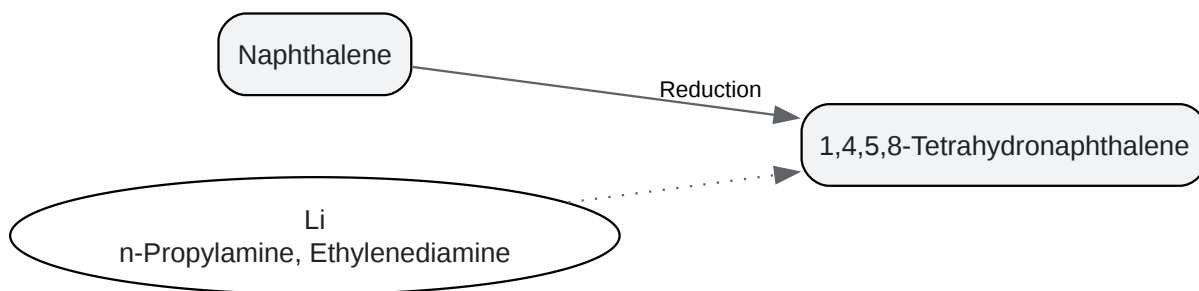 Naphthalene
Reduction
1,4,5,8-Tetrahydronaphthalene
Li
n-Propylamine, Ethylenediamine